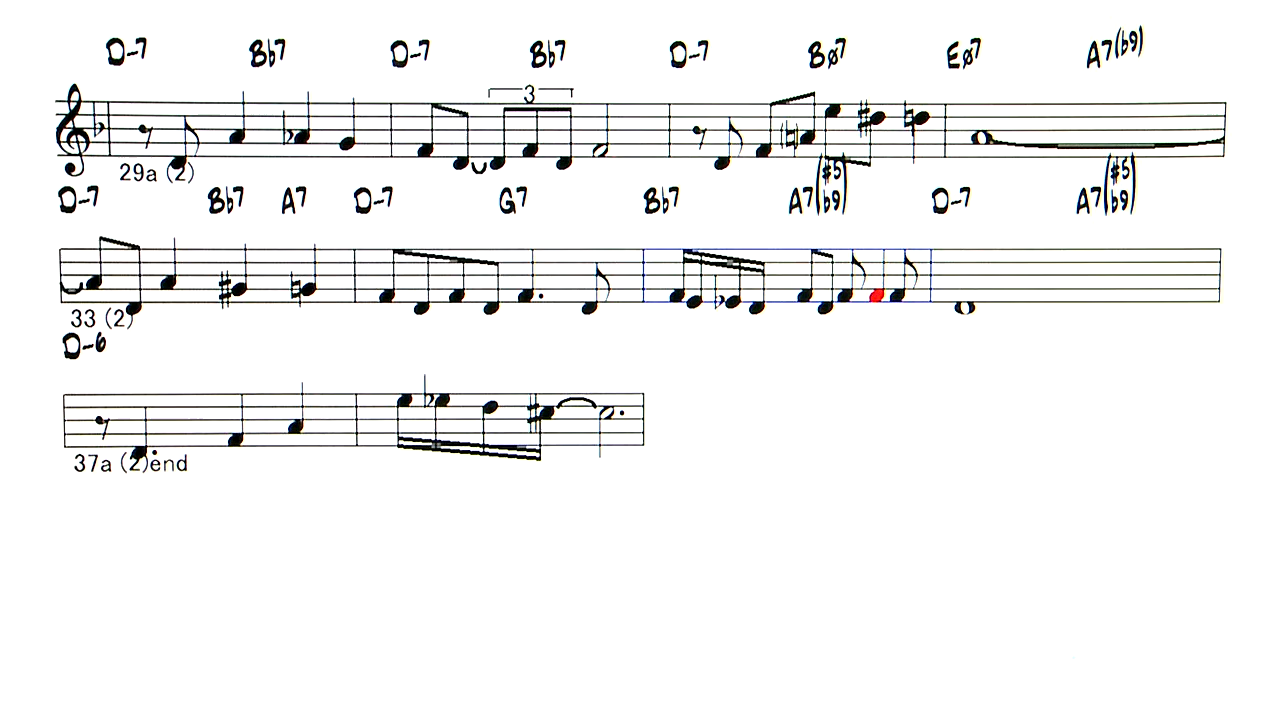 D-7 Bb7 D-7 Bb7 D-7 Bø7 Eø7 A7(b9)
3
29a (2)
D-7 Bb7 A7 D-7 G7 Bb7 A7(#5 b9) D-7 A7(#5 b9)
33 (2)
D-6
37a (2)end